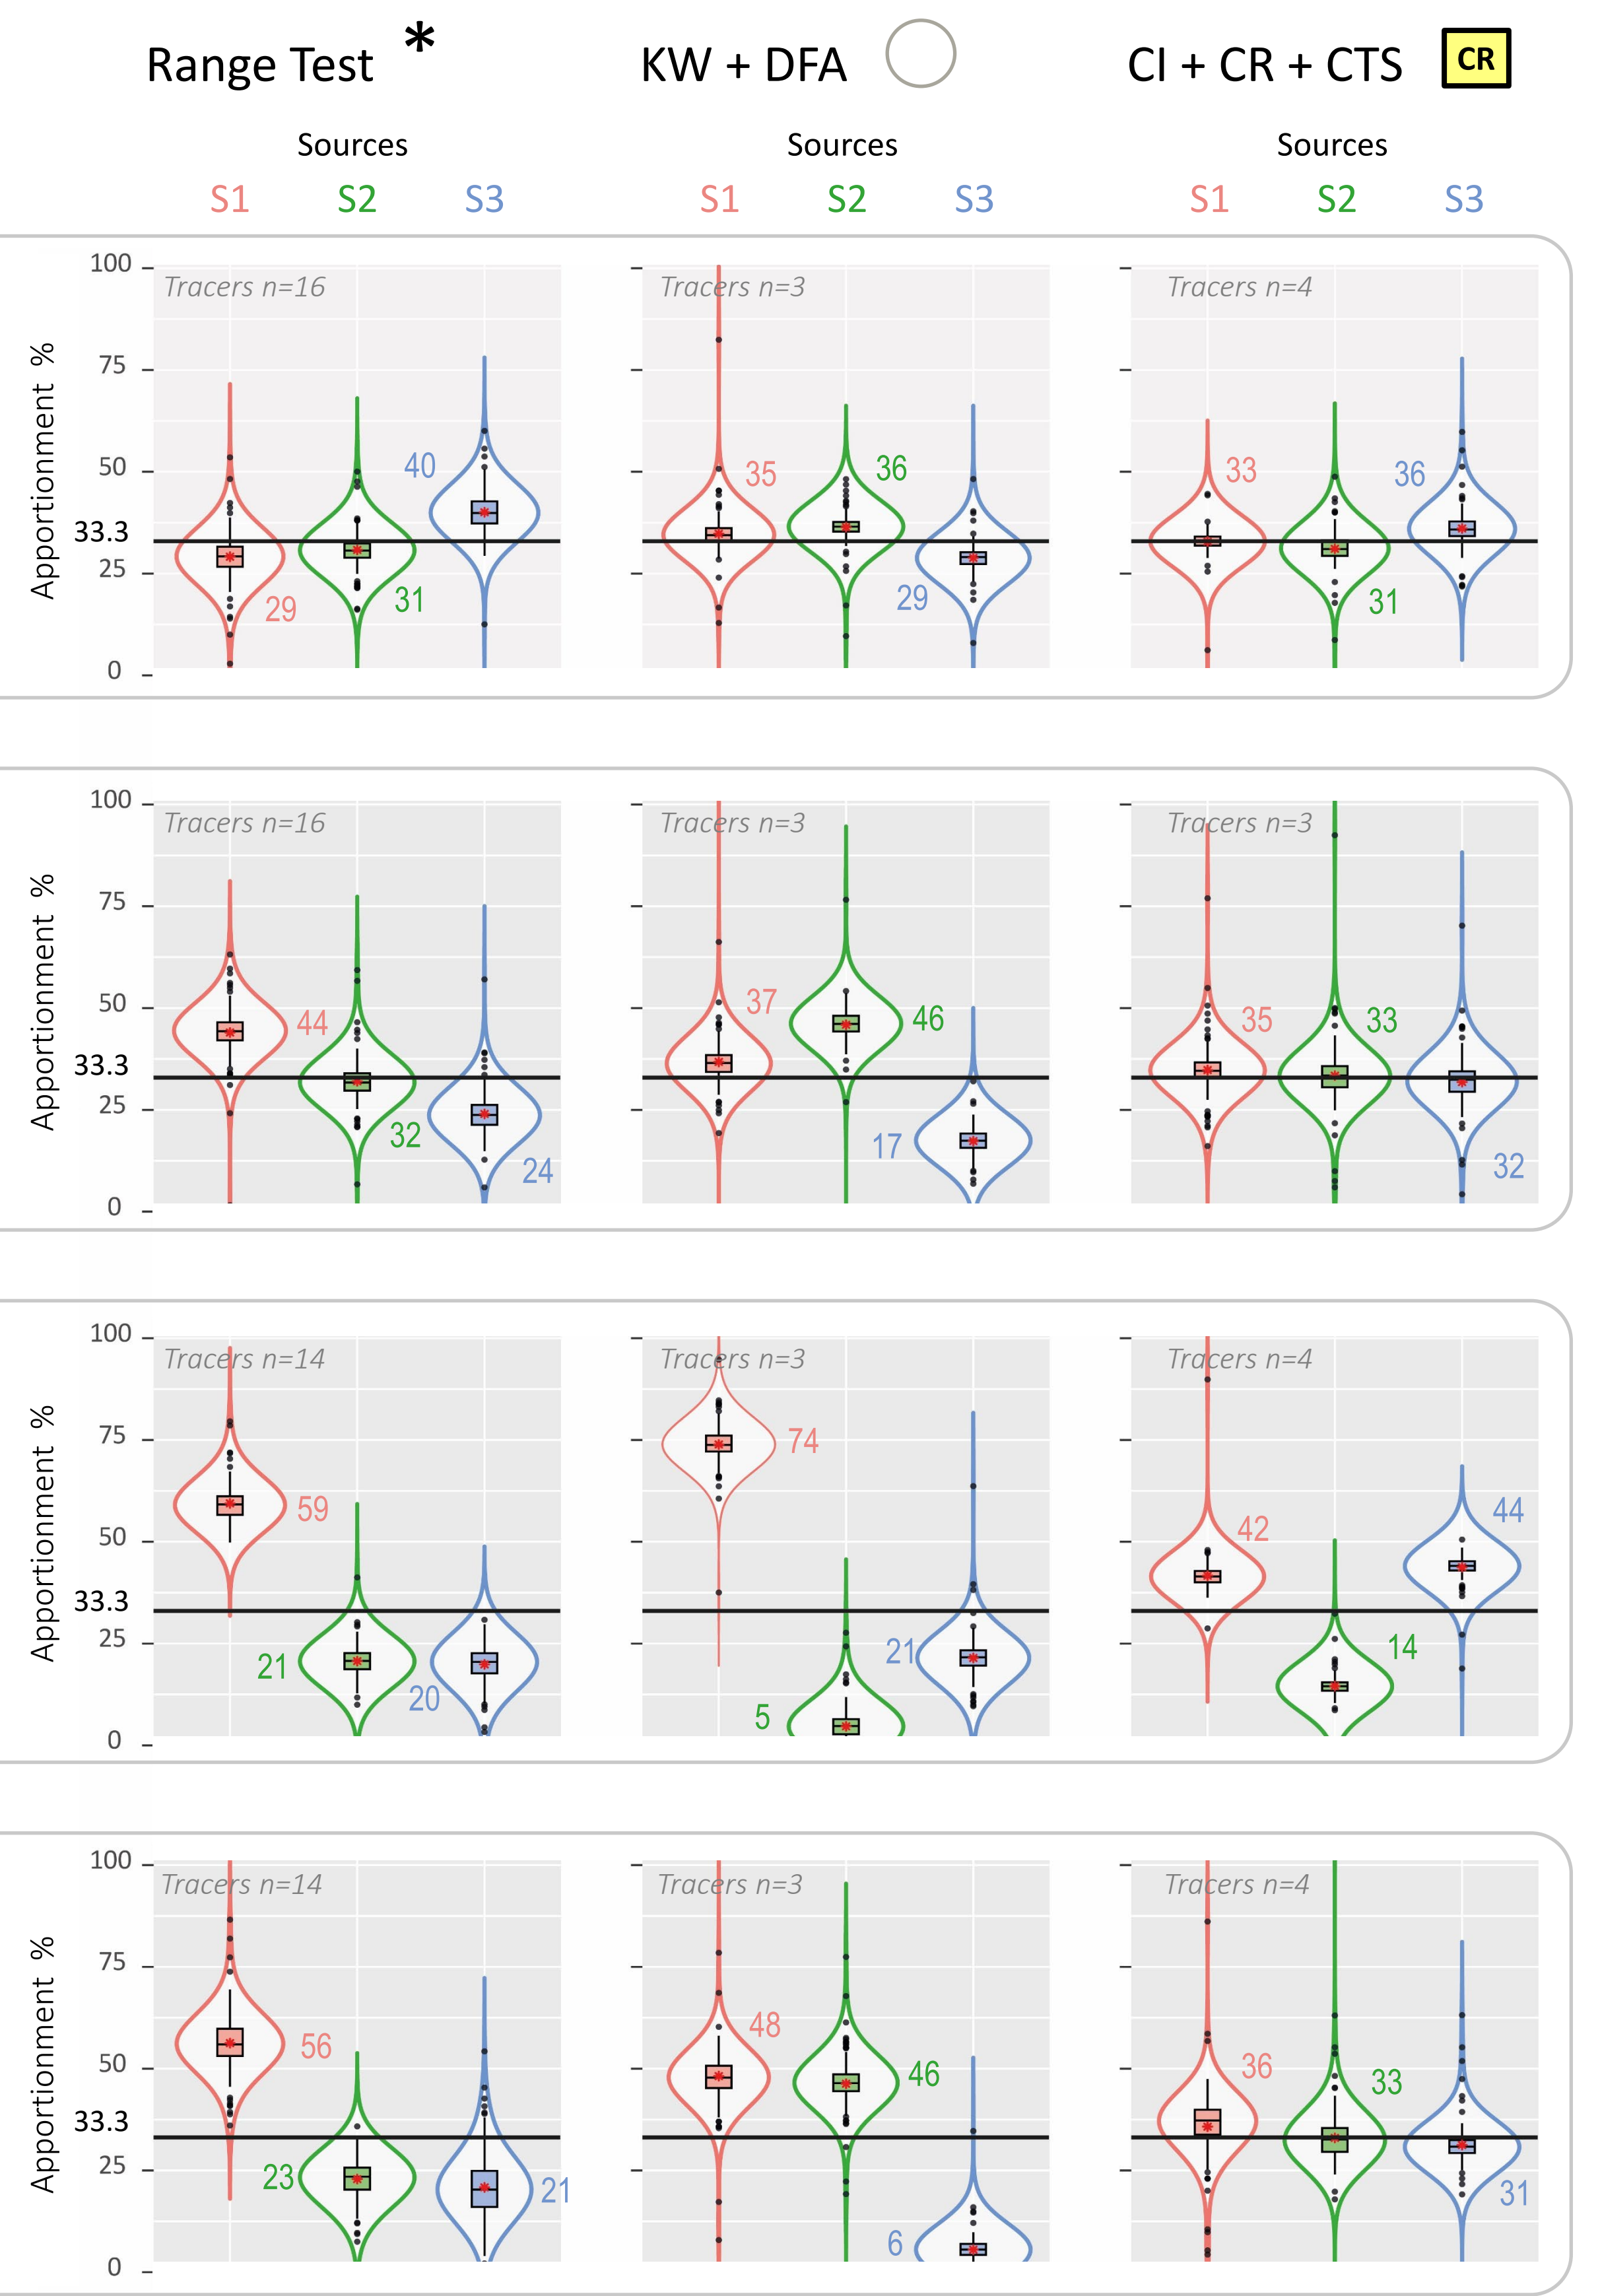 Range Test * KW + DFA CI + CR + CTS CR
Sources Sources Sources
S1 S2 S3 S1 S2 S3 S1 S2 S3
Apportionment %
100
75
50
33.3
25
0
Tracers n=16
29 31 40
Tracers n=3
35 36 29
Tracers n=4
33 31 36
Apportionment %
100
75
50
33.3
25
0
Tracers n=16
44 32 24
Tracers n=3
37 46 17
Tracers n=3
35 33 32
Apportionment %
100
75
50
33.3
25
0
Tracers n=14
59 21 20
Tracers n=3
74 5 21
Tracers n=4
42 14 44
Apportionment %
100
75
50
33.3
25
0
Tracers n=14
56 23 21
Tracers n=3
48 46 6
Tracers n=4
36 33 31